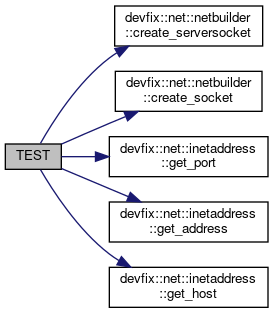 devfix::net::netbuilder
::create_serversocket
devfix::net::netbuilder
::create_socket
TEST
devfix::net::inetaddress
::get_port
devfix::net::inetaddress
::get_address
devfix::net::inetaddress
::get_host